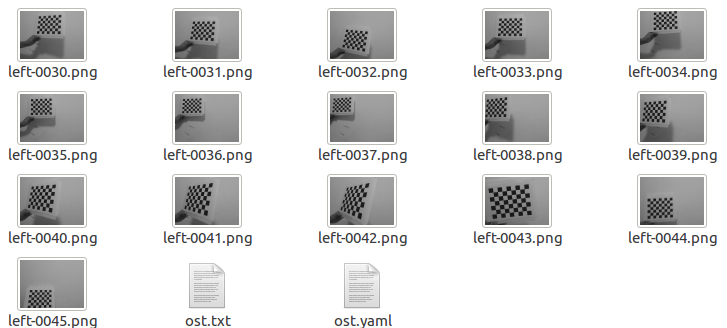 left-0030.png left-0031.png left-0032.png left-0033.png left-0034.png
left-0035.png left-0036.png left-0037.png left-0038.png left-0039.png
left-0040.png left-0041.png left-0042.png left-0043.png left-0044.png
left-0045.png ost.txt ost.yaml